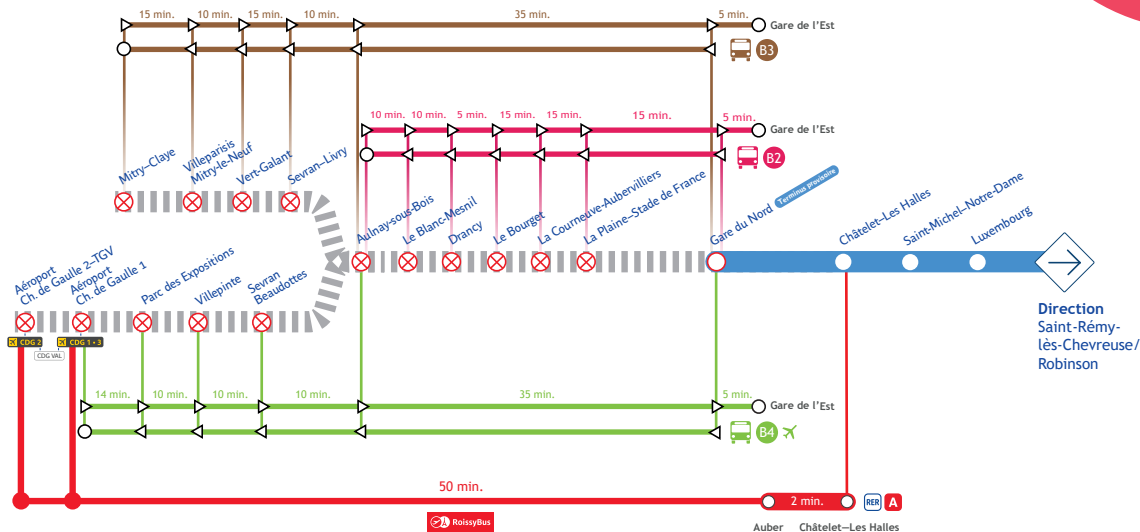 15 min.
10 min.
15 min.
10 min.
35 min.
5 min.
Gare de l'Est
B3
10 min.
10 min.
5 min.
15 min.
15 min.
15 min.
5 min.
Gare de l'Est
B2
Mitry–Claye
Villeparisis
Mitry-le-Neuf
Vert-Galant
Sevran–Livry
Aulnay-sous-Bois
Le Blanc-Mesnil
Drancy
Le Bourget
La Courneuve-Aubervilliers
La Plaine–Stade de France
Gare du Nord
Terminus provisoire
Châtelet–Les Halles
Saint-Michel–Notre-Dame
Luxembourg
Aéroport
Ch. de Gaulle 2-TGV
Aéroport
Ch. de Gaulle 1
Parc des Expositions
Villepinte
Sevran
Beaudottes
Direction
Saint-Rémy-
lès-Chevreuse/
Robinson
CDG 2
CDG VAL
CDG 1 • 3
14 min.
10 min.
10 min.
10 min.
35 min.
5 min.
Gare de l'Est
B4
50 min.
2 min.
RER A
RoissyBus
Auber
Châtelet—Les Halles